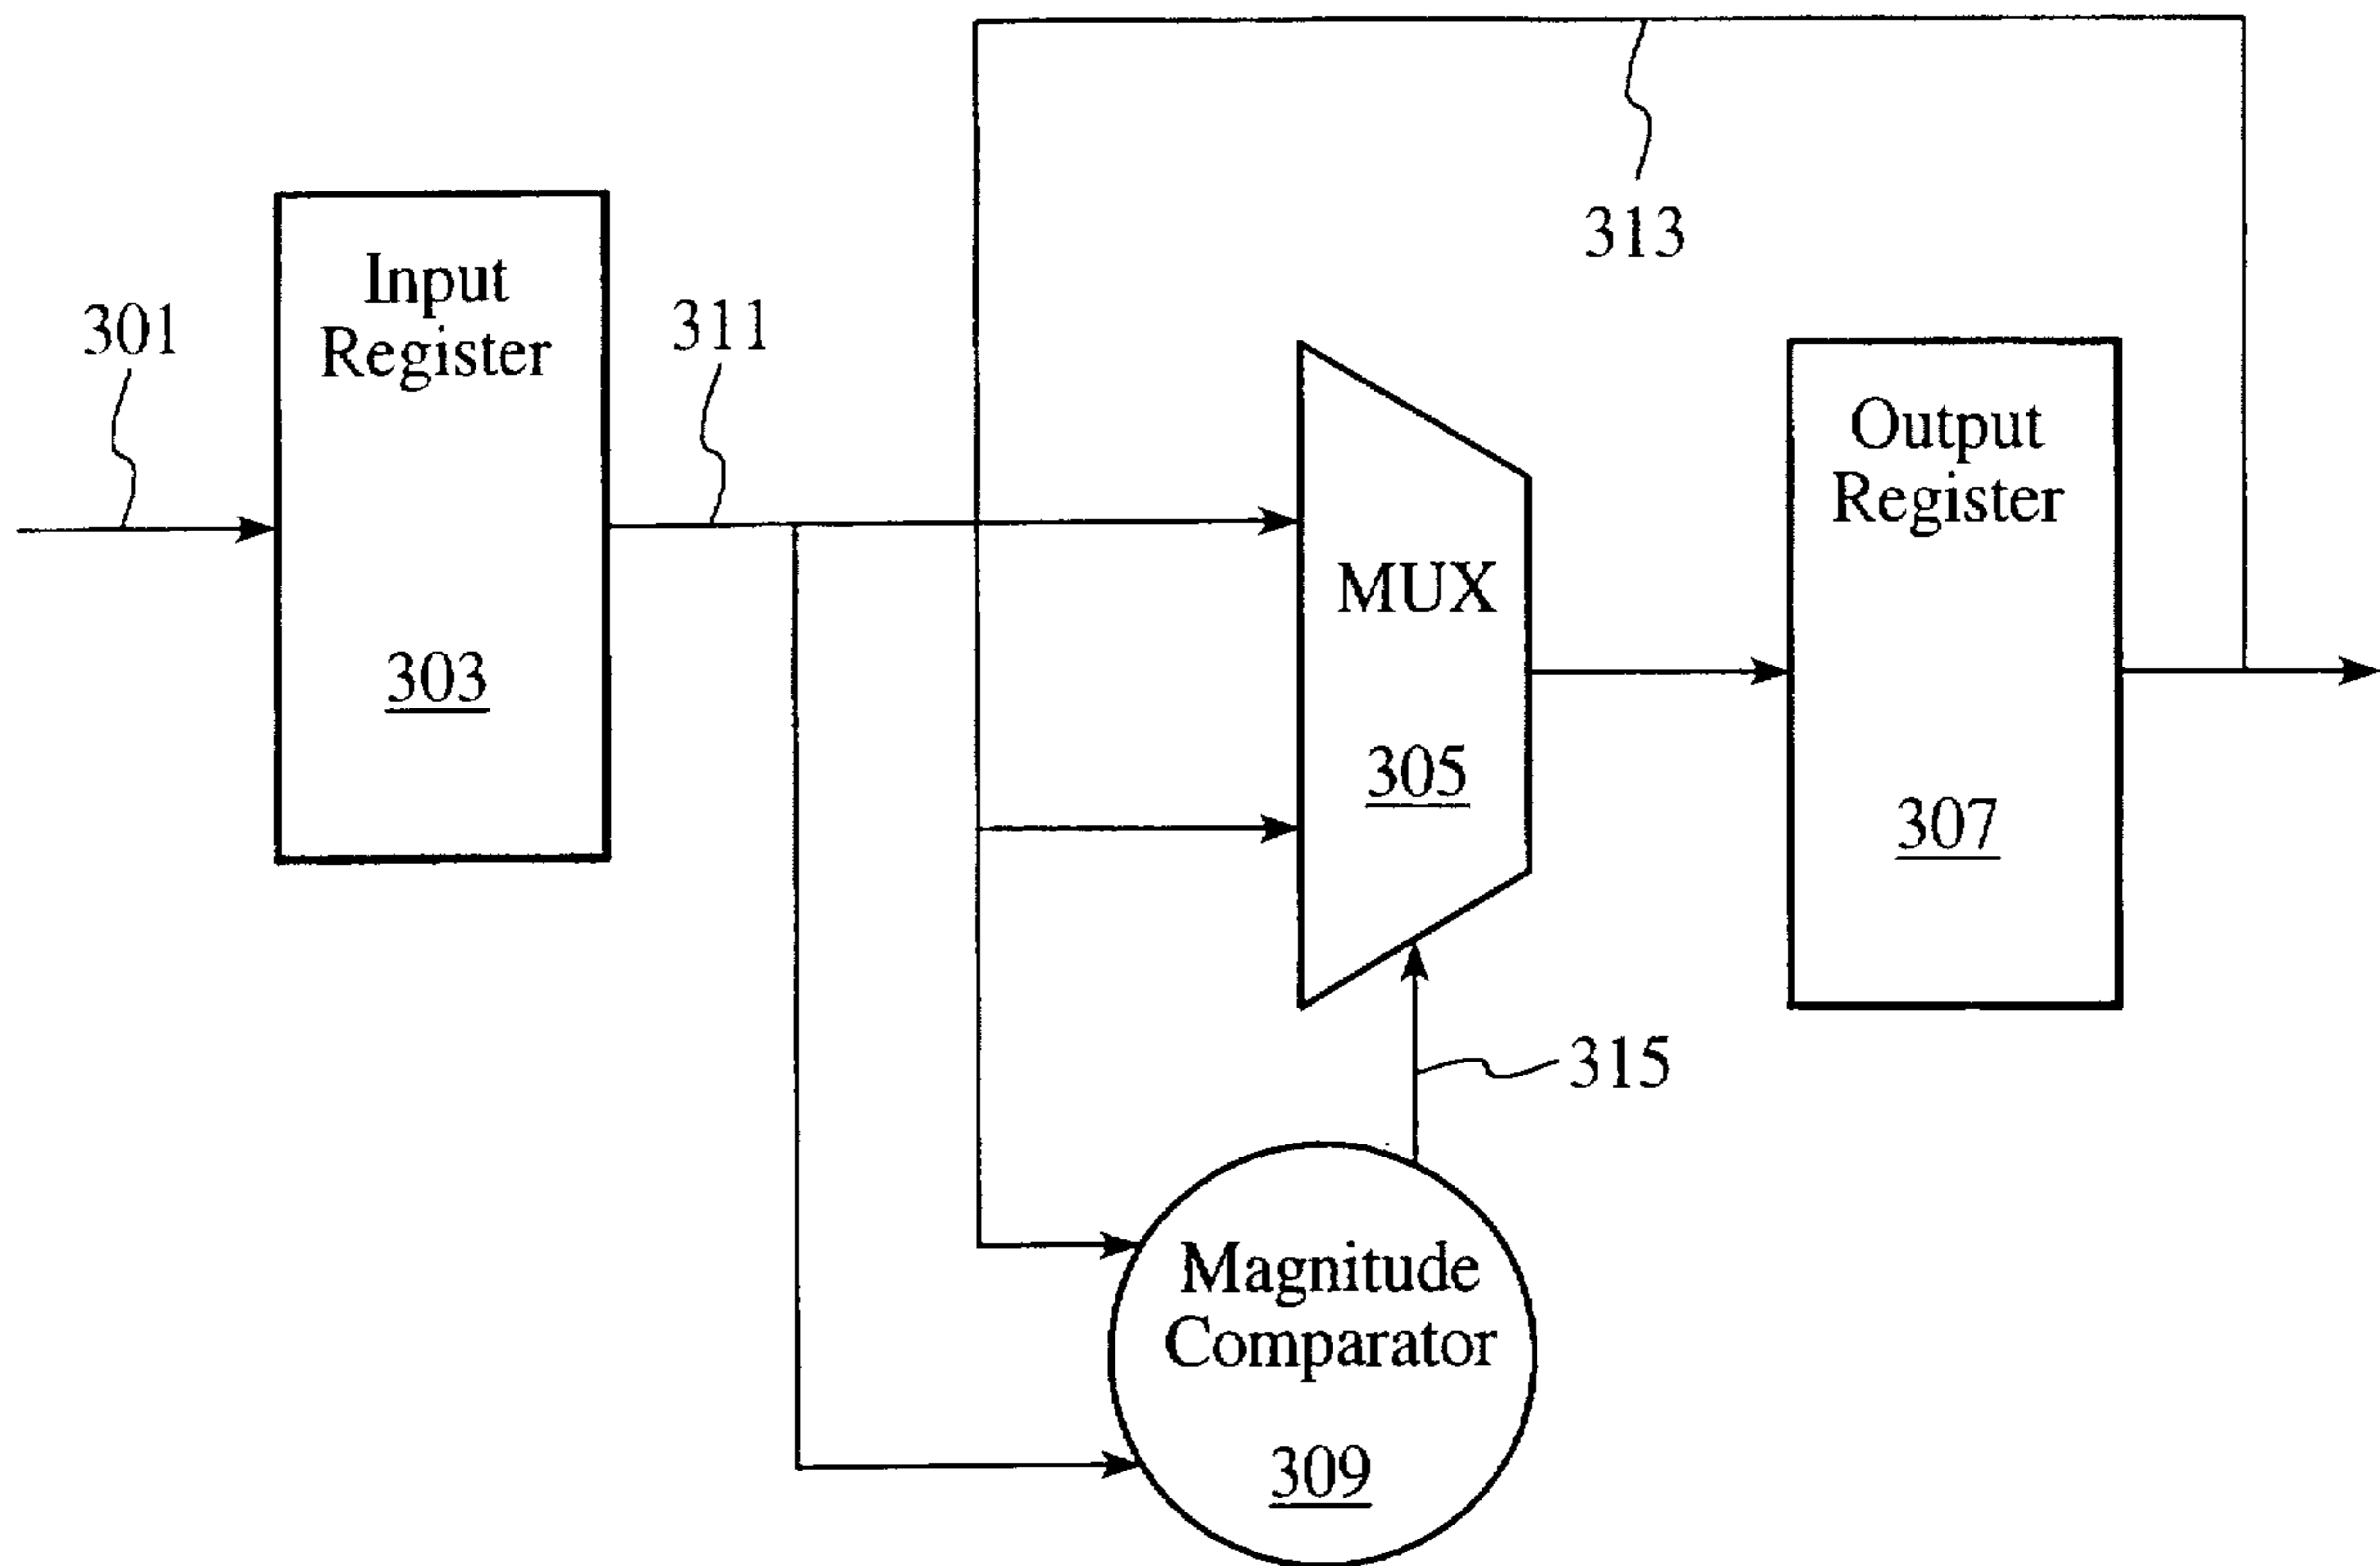 313
301
Input
Register
303
311
MUX
305
Output
Register
307
315
Magnitude
Comparator
309